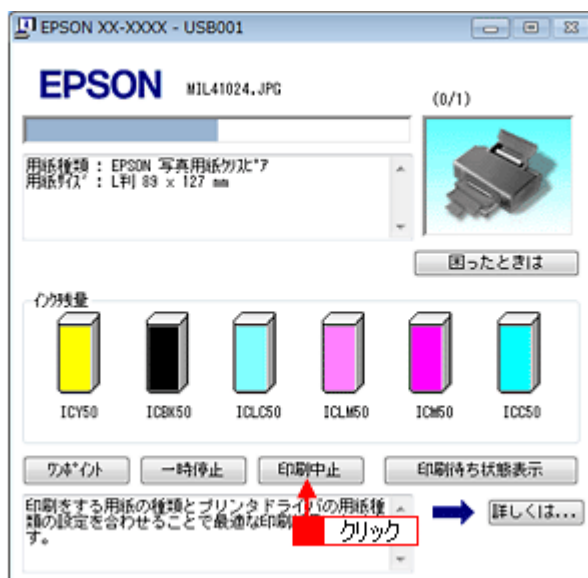 EPSON XX-XXXX - USB001
EPSON MIL41024.JPG
(0/1)
用紙種類 : EPSON 写真用紙クリスピア
用紙サイズ : L判 89 x 127 mm
困ったときは
インク残量
ICY50 ICBK50 ICLC50 ICLM50 ICM50 ICC50
ワンポイント 一時停止 印刷中止 印刷待ち状態表示
印刷をする用紙の種類とプリンタドライバの用紙種
類の設定を合わせることで最適な印刷
す。
クリック
詳しくは...